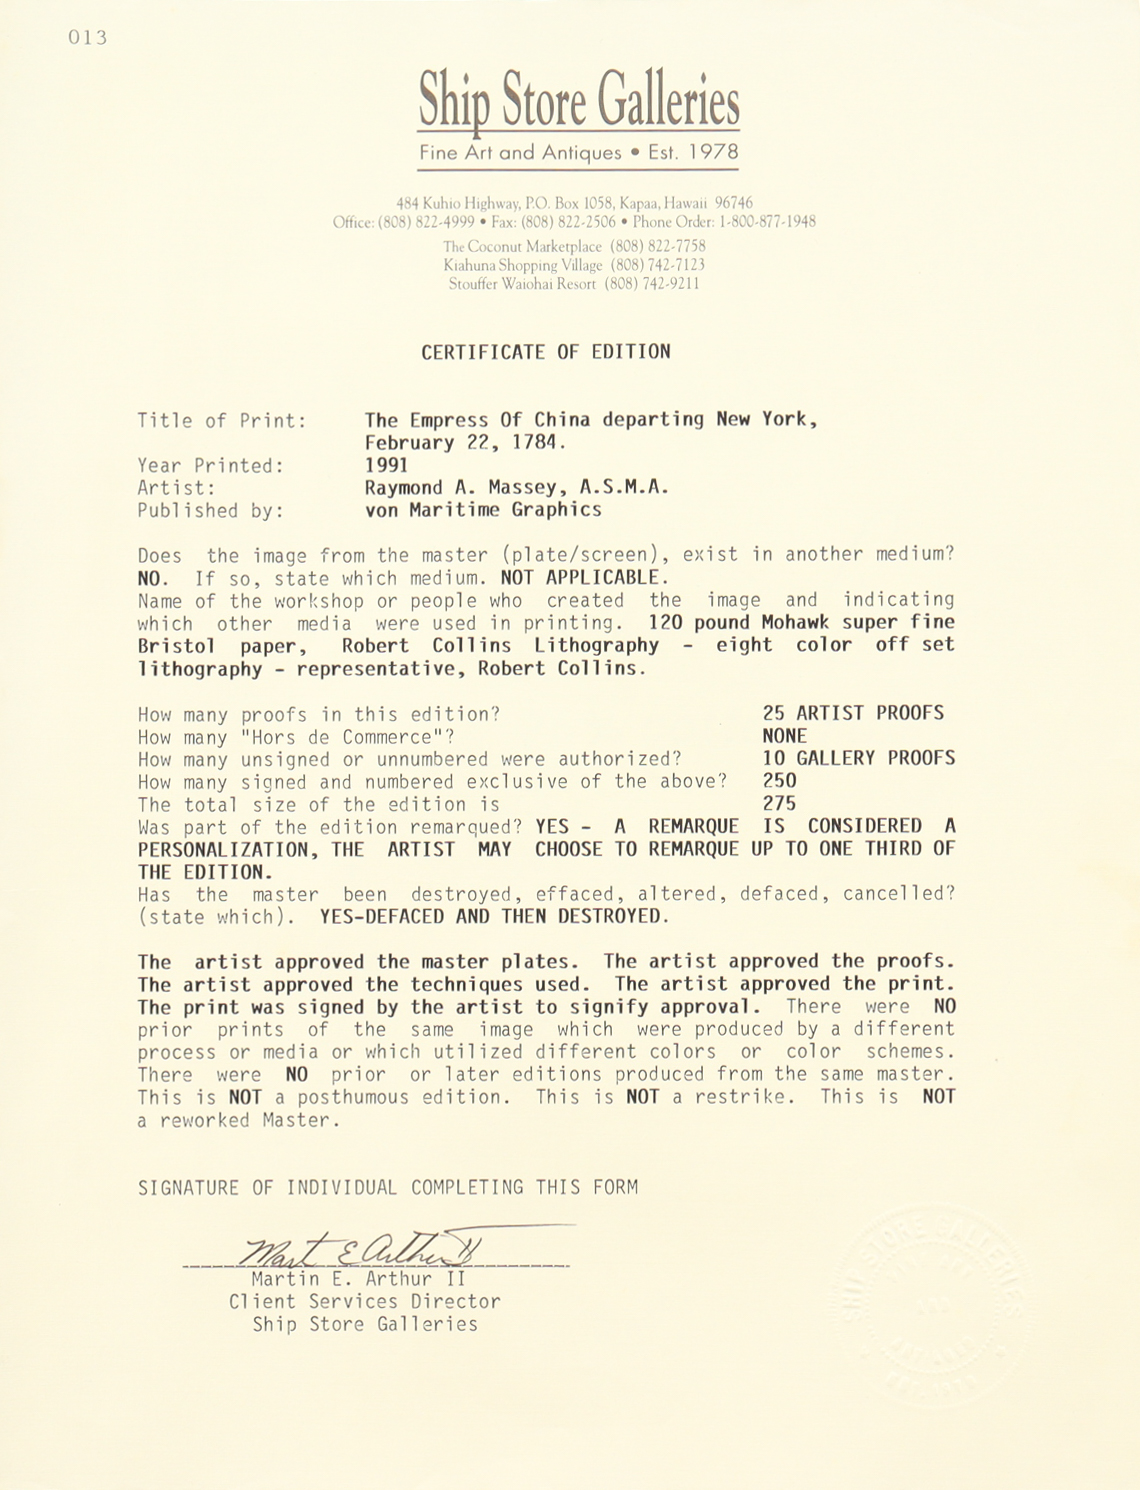 013
Ship Store Galleries
Fine Art and Antiques • Est. 1978
484 Kuhio Highway, P.O. Box 1058, Kapaa, Hawaii 96746
Office: (808) 822-4999 • Fax: (808) 822-2506 • Phone Order: 1-800-877-1948
The Coconut Marketplace (808) 822-7758
Kiahuna Shopping Village (808) 742-7123
Stouffer Waiohai Resort (808) 742-9211
CERTIFICATE OF EDITION
Title of Print: The Empress Of China departing New York,
February 22, 1784.
Year Printed: 1991
Artist: Raymond A. Massey, A.S.M.A.
Published by: von Maritime Graphics
Does the image from the master (plate/screen), exist in another medium?
NO. If so, state which medium. NOT APPLICABLE.
Name of the workshop or people who created the image and indicating
which other media were used in printing. 120 pound Mohawk super fine
Bristol paper, Robert Collins Lithography - eight color off set
lithography - representative, Robert Collins.
How many proofs in this edition? 25 ARTIST PROOFS
How many "Hors de Commerce"? NONE
How many unsigned or unnumbered were authorized? 10 GALLERY PROOFS
How many signed and numbered exclusive of the above? 250
The total size of the edition is 275
Was part of the edition remarqued? YES - A REMARQUE IS CONSIDERED A
PERSONALIZATION, THE ARTIST MAY CHOOSE TO REMARQUE UP TO ONE THIRD OF
THE EDITION.
Has the master been destroyed, effaced, altered, defaced, cancelled?
(state which). YES-DEFACED AND THEN DESTROYED.
The artist approved the master plates. The artist approved the proofs.
The artist approved the techniques used. The artist approved the print.
The print was signed by the artist to signify approval. There were NO
prior prints of the same image which were produced by a different
process or media or which utilized different colors or color schemes.
There were NO prior or later editions produced from the same master.
This is NOT a posthumous edition. This is NOT a restrike. This is NOT
a reworked Master.
SIGNATURE OF INDIVIDUAL COMPLETING THIS FORM
Mart E Arthur II
Martin E. Arthur II
Client Services Director
Ship Store Galleries
SHIP STORE GALLERIES